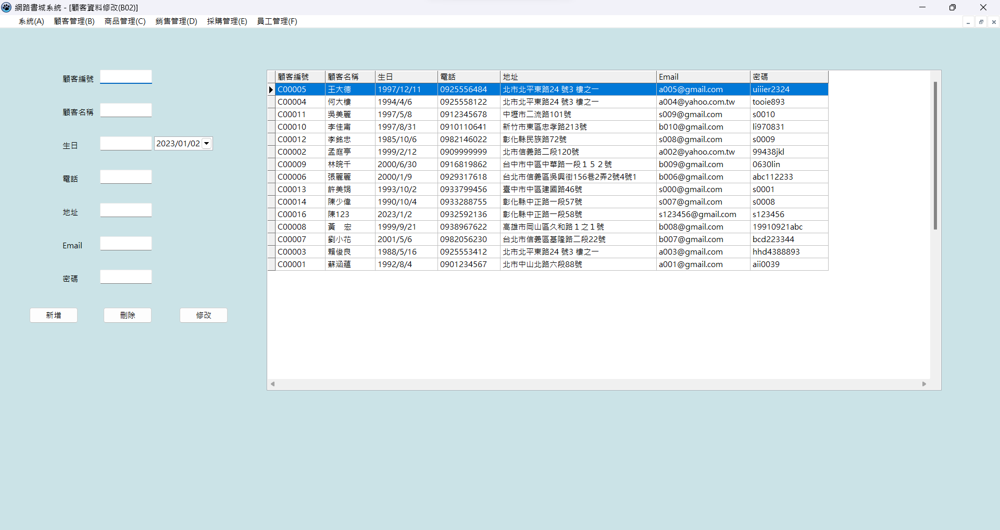 網路書城系統 - [顧客資料修改(B02)]
系統(A) 顧客管理(B) 商品管理(C) 銷售管理(D) 採購管理(E) 員工管理(F)
顧客編號
顧客名稱
生日 2023/01/02
電話
地址
Email
密碼
新增 刪除 修改
顧客編號 顧客名稱 生日 電話 地址 Email 密碼
C00005 王大德 1997/12/11 0925556484 北市北平東路24 號3 樓之一 a005@gmail.com uiiier2324
C00004 何大樓 1994/4/6 0925558122 北市北平東路24 號3 樓之一 a004@yahoo.com.tw tooie893
C00011 吳美麗 1997/5/8 0912345678 中壢市二流路101號 s009@gmail.com s0010
C00010 李佳甯 1997/8/31 0910110641 新竹市東區忠孝路213號 b010@gmail.com li970831
C00012 李銘忠 1985/10/6 0982146022 彰化縣民族路72號 s008@gmail.com s0009
C00002 孟庭亭 1999/2/12 0909999999 北市信義路二段120號 a002@yahoo.com.tw 99438jkl
C00009 林皖千 2000/6/30 0916819862 台中市中區中華路一段１５２號 b009@gmail.com 0630lin
C00006 張麗麗 2000/1/9 0929317618 台北市信義區吳興街156巷2弄2號4號1 b006@gmail.com abc112233
C00013 許美娟 1993/10/2 0933799456 臺中市中區建國路46號 s000@gmail.com s0001
C00014 陳少偉 1990/10/4 0933288755 彰化縣中正路一段57號 s007@gmail.com s0008
C00016 陳123 2023/1/2 0932592136 彰化縣中正路一段58號 s123456@gmail.com s123456
C00008 黃　宏 1999/9/21 0938967622 高雄市岡山區久和路１之１號 b008@gmail.com 19910921abc
C00007 劉小花 2001/5/6 0982056230 台北市信義區基隆路二段22號 b007@gmail.com bcd223344
C00003 賴俊良 1988/5/16 0925553412 北市北平東路24 號3 樓之一 a003@gmail.com hhd4388893
C00001 蘇涵蘊 1992/8/4 0901234567 北市中山北路六段88號 a001@gmail.com aii0039